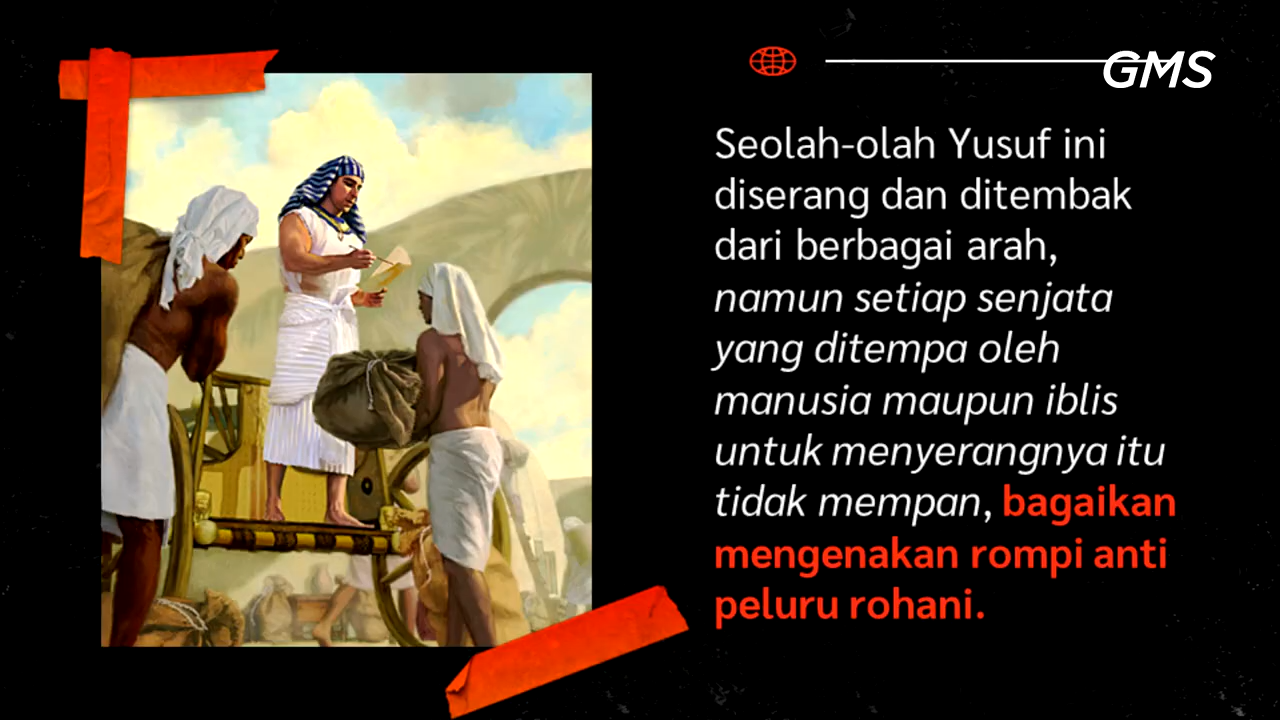 GMS
Seolah-olah Yusuf ini
diserang dan ditembak
dari berbagai arah,
namun setiap senjata
yang ditempa oleh
manusia maupun iblis
untuk menyerangnya itu
tidak mempan, bagaikan
mengenakan rompi anti
peluru rohani.